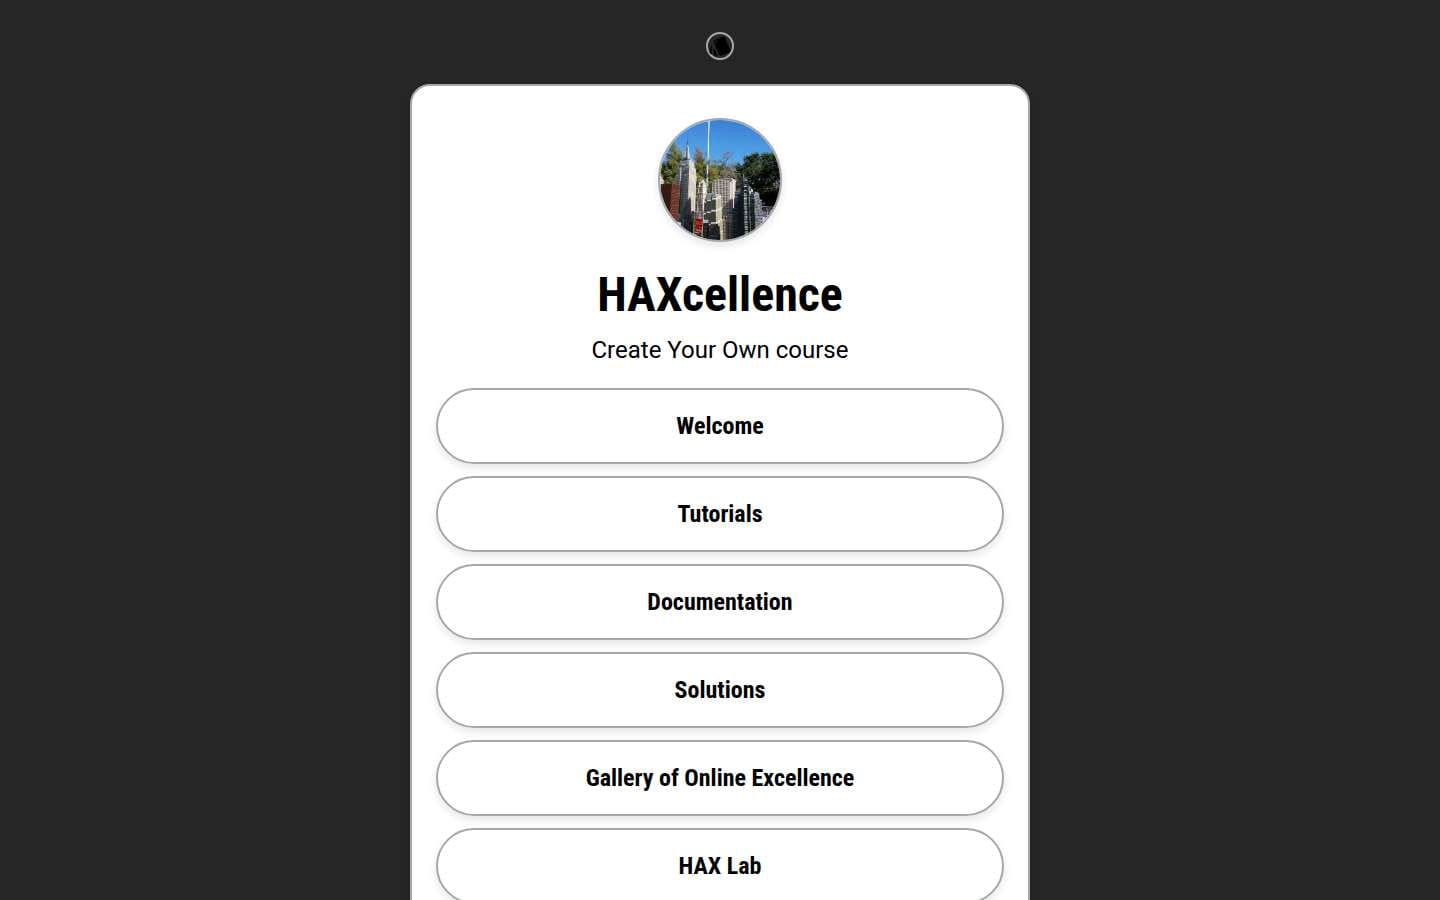 HAXcellence
Create Your Own course
Welcome
Tutorials
Documentation
Solutions
Gallery of Online Excellence
HAX Lab